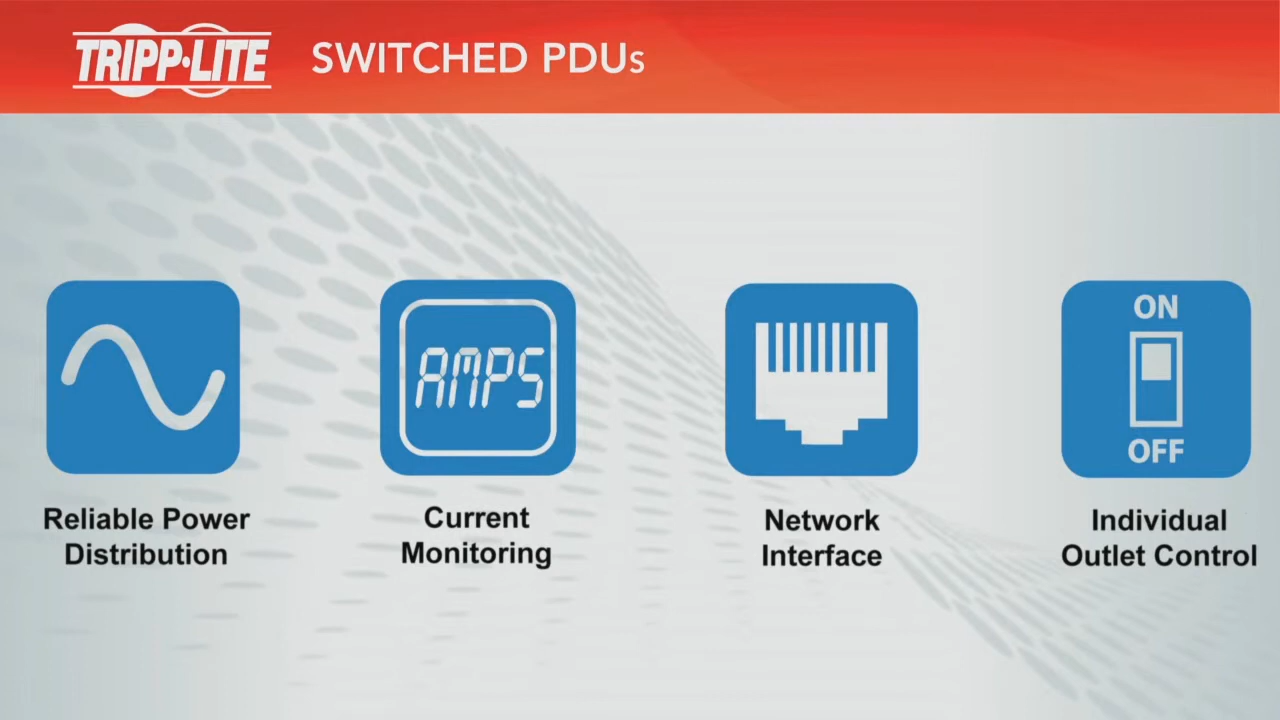 TRIPP·LITE SWITCHED PDUs
AMPS
ON
OFF
Reliable Power
Distribution
Current
Monitoring
Network
Interface
Individual
Outlet Control